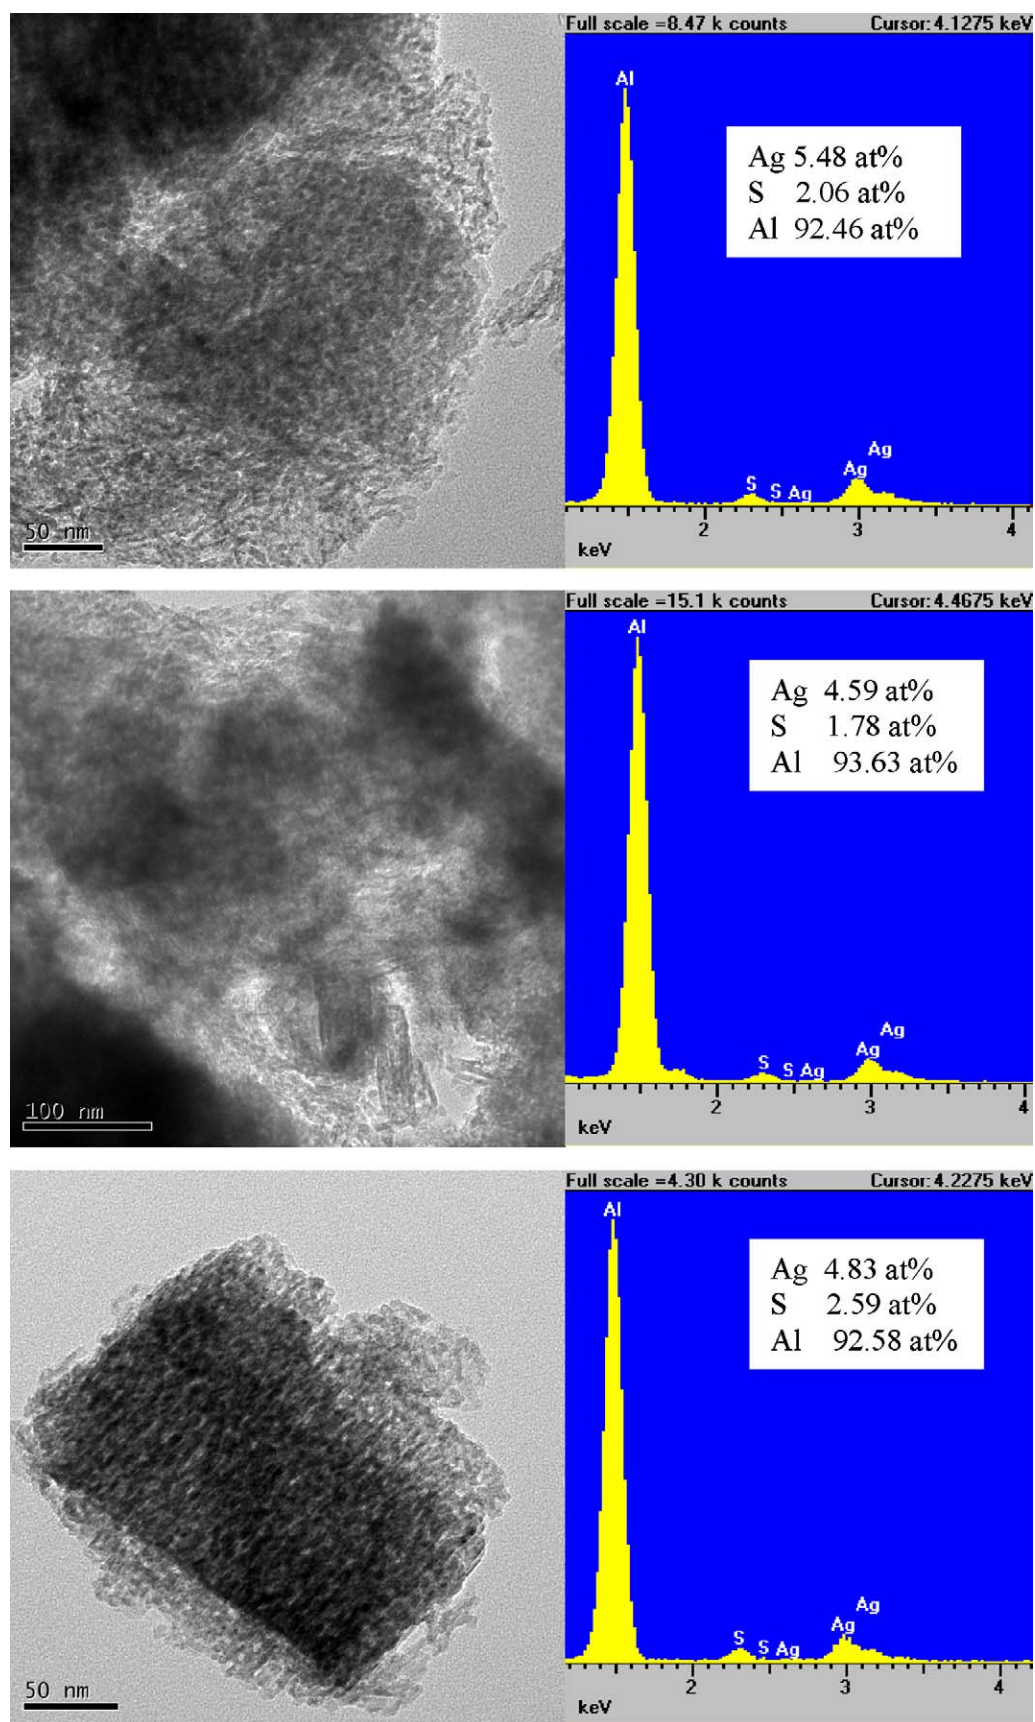 Full scale =8.47 k counts Cursor: 4.1275 keV
Al
Ag 5.48 at%
S 2.06 at%
Al 92.46 at%
Ag
S S Ag Ag
50 nm
2 3 4
keV
Full scale =15.1 k counts Cursor: 4.4675 keV
Al
Ag 4.59 at%
S 1.78 at%
Al 93.63 at%
Ag
S S Ag Ag
100 nm
2 3 4
keV
Full scale =4.30 k counts Cursor: 4.2275 keV
Al
Ag 4.83 at%
S 2.59 at%
Al 92.58 at%
Ag
S S Ag Ag
50 nm
2 3 4
keV